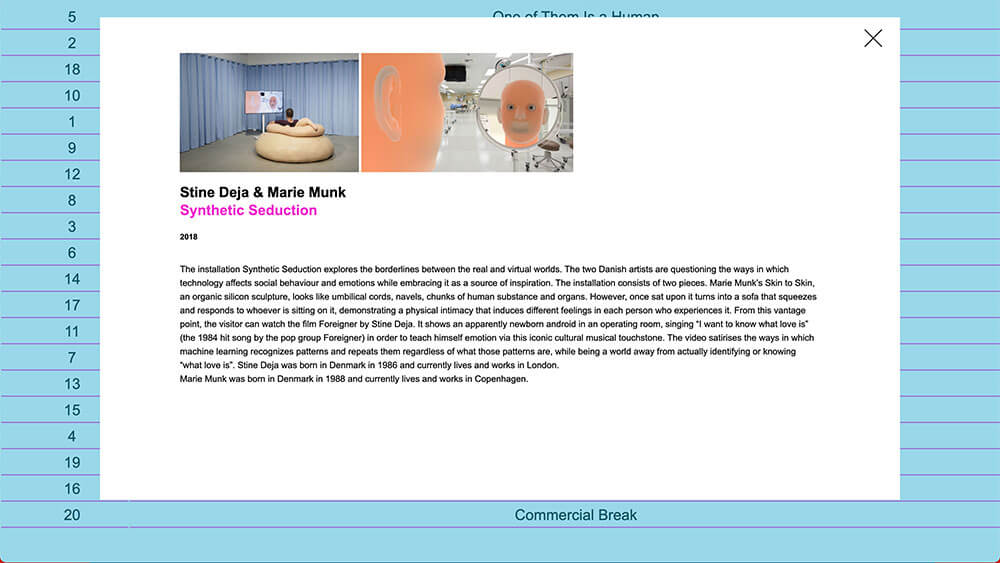 5
One of Them Is a Human
2
18
10
1
9
12
8
3
6
14
17
11
7
13
15
4
19
16
20
Commercial Break
Stine Deja & Marie Munk
Synthetic Seduction
2018
The installation Synthetic Seduction explores the borderlines between the real and virtual worlds. The two Danish artists are questioning the ways in which
technology affects social behaviour and emotions while embracing it as a source of inspiration. The installation consists of two pieces. Marie Munk's Skin to Skin,
an organic silicon sculpture, looks like umbilical cords, navels, chunks of human substance and organs. However, once sat upon it turns into a sofa that squeezes
and responds to whoever is sitting on it, demonstrating a physical intimacy that induces different feelings in each person who experiences it. From this vantage
point, the visitor can watch the film Foreigner by Stine Deja. It shows an apparently newborn android in an operating room, singing “I want to know what love is”
(the 1984 hit song by the pop group Foreigner) in order to teach himself emotion via this iconic cultural musical touchstone. The video satirises the ways in which
machine learning recognizes patterns and repeats them regardless of what those patterns are, while being a world away from actually identifying or knowing
“what love is”. Stine Deja was born in Denmark in 1986 and currently lives and works in London.
Marie Munk was born in Denmark in 1988 and currently lives and works in Copenhagen.